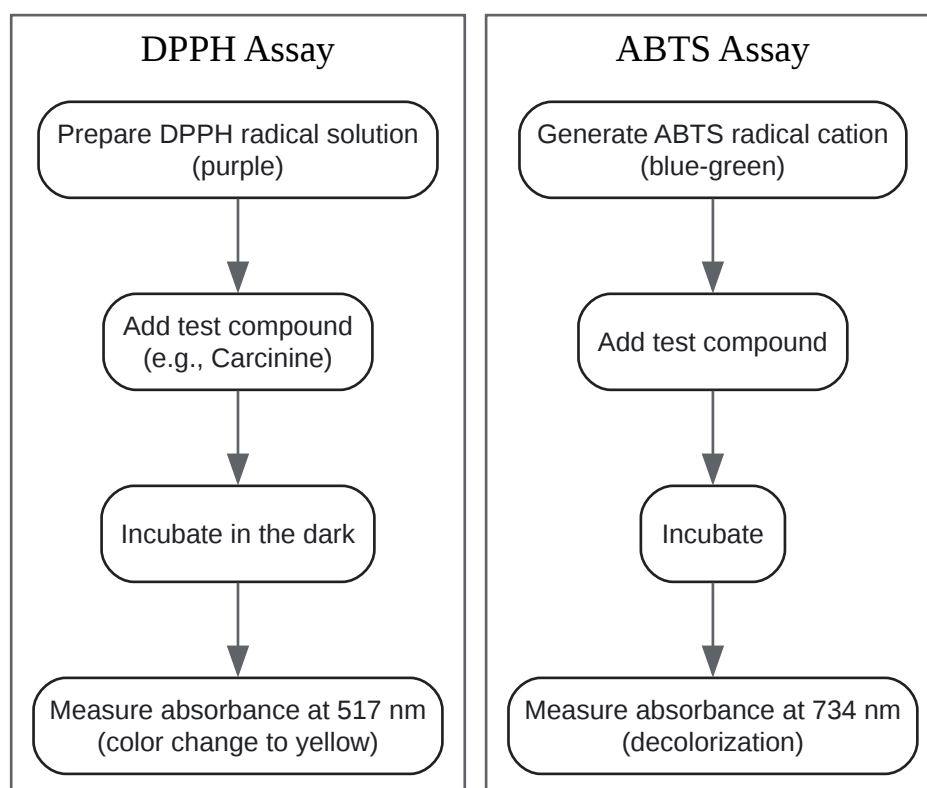 DPPH Assay
Prepare DPPH radical solution
(purple)
Add test compound
(e.g., Carcinine)
Incubate in the dark
Measure absorbance at 517 nm
(color change to yellow)
ABTS Assay
Generate ABTS radical cation
(blue-green)
Add test compound
Incubate
Measure absorbance at 734 nm
(decolorization)